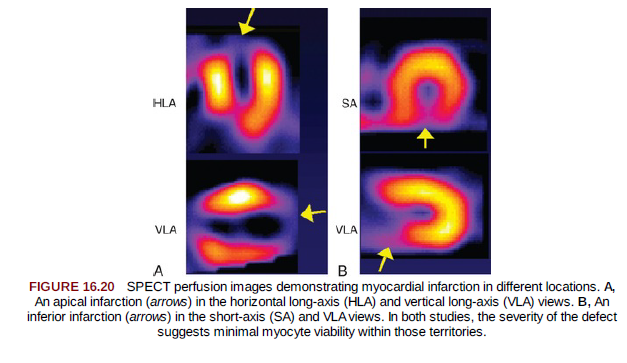 HLA
VLA
A
SA
VLA
B
FIGURE 16.20 SPECT perfusion images demonstrating myocardial infarction in different locations. A,
An apical infarction (arrows) in the horizontal long-axis (HLA) and vertical long-axis (VLA) views. B, An
inferior infarction (arrows) in the short-axis (SA) and VLA views. In both studies, the severity of the defect
suggests minimal myocyte viability within those territories.